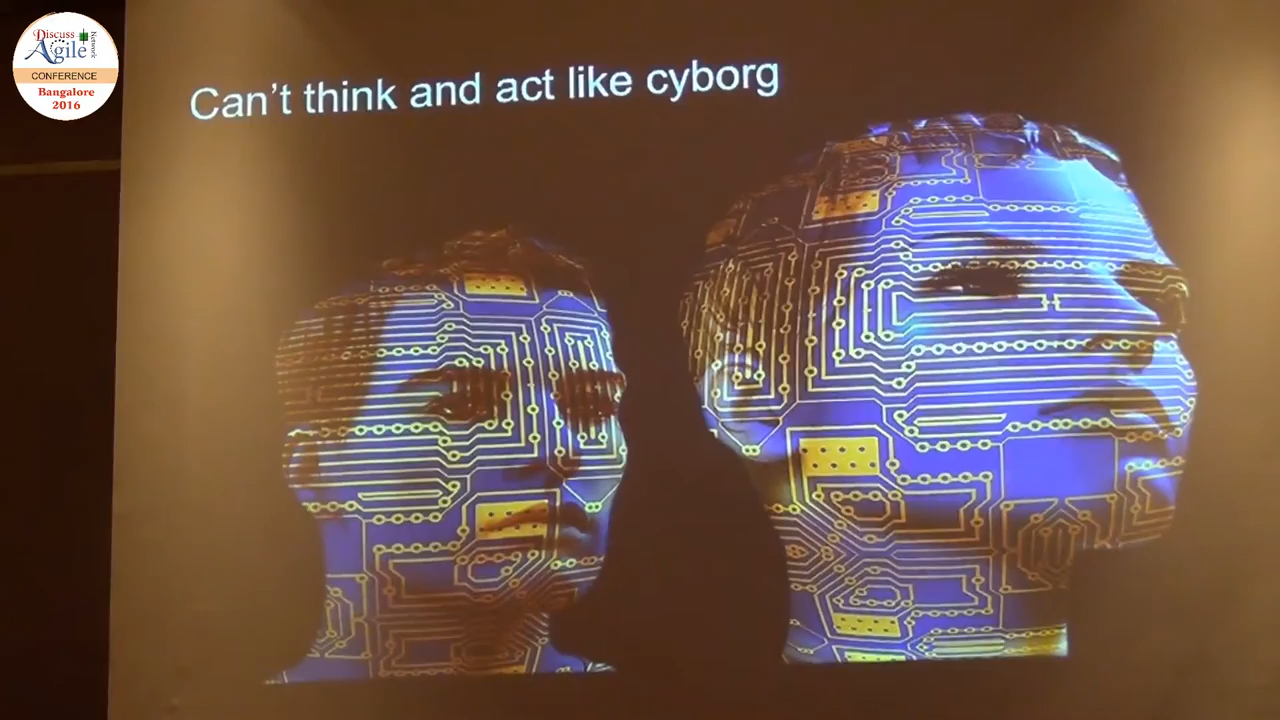 Discuss
Agile
Network
CONFERENCE
Bangalore
2016
Can't think and act like cyborg